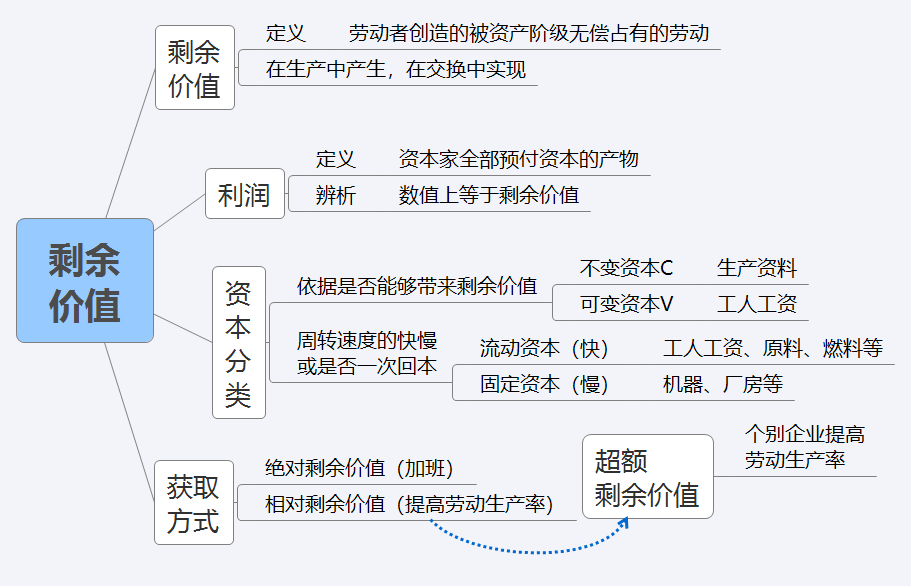 剩余
价值
剩余
价值
定义
劳动者创造的被资产阶级无偿占有的劳动
在生产中产生，在交换中实现
利润
定义
资本家全部预付资本的产物
辨析
数值上等于剩余价值
资
本
分
类
依据是否能够带来剩余价值
不变资本C
生产资料
可变资本V
工人工资
周转速度的快慢
或是否一次回本
流动资本（快）
工人工资、原料、燃料等
固定资本（慢）
机器、厂房等
获取
方式
绝对剩余价值（加班）
相对剩余价值（提高劳动生产率）
超额
剩余价值
个别企业提高
劳动生产率